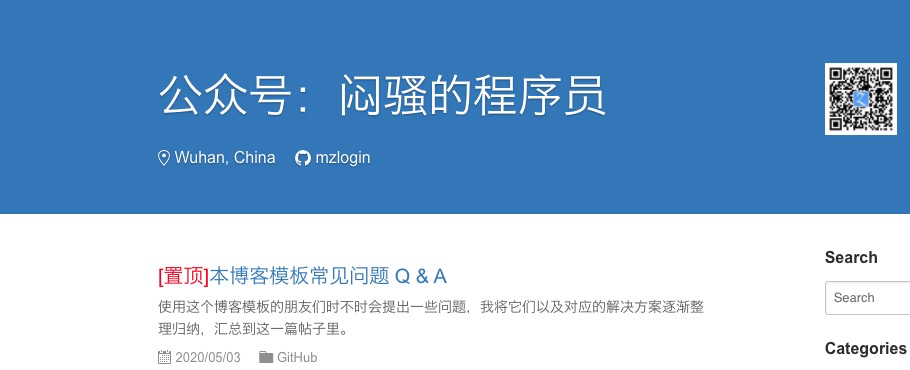 公众号：闷骚的程序员
Wuhan, China mzlogin
[置顶]本博客模板常见问题 Q & A
使用这个博客模板的朋友们时不时会提出一些问题，我将它们以及对应的解决方案逐渐整
理归纳，汇总到这一篇帖子里。
2020/05/03 GitHub
Search
Search
Categories